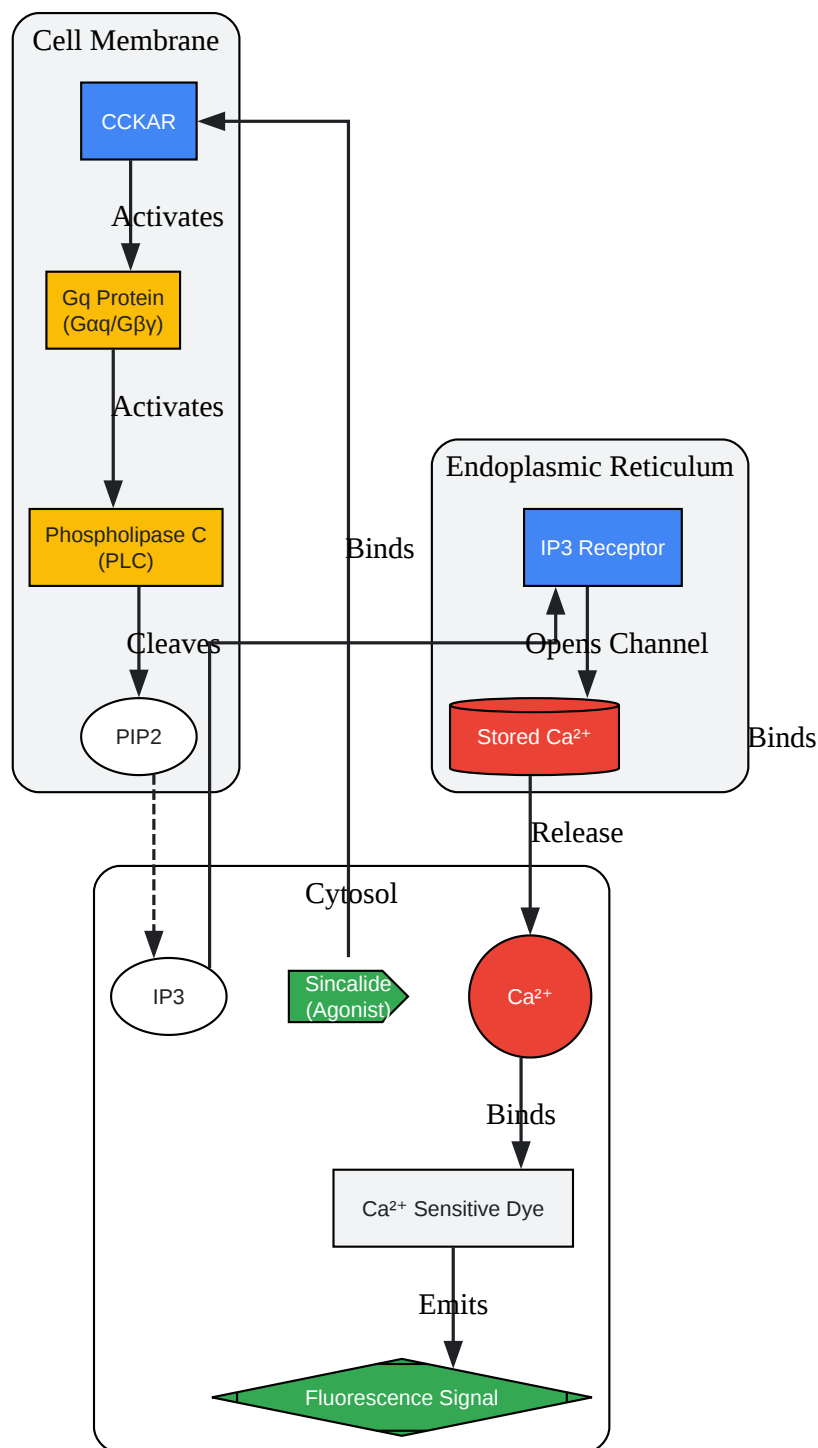 Cell Membrane
CCKAR
Activates
Gq Protein
(Gαq/Gβγ)
Activates
Phospholipase C
(PLC)
Cleaves
PIP2
Binds
Endoplasmic Reticulum
IP3 Receptor
Opens Channel
Stored Ca²⁺
Binds
Release
Cytosol
IP3
Sincalide
(Agonist)
Ca²⁺
Binds
Ca²⁺ Sensitive Dye
Emits
Fluorescence Signal